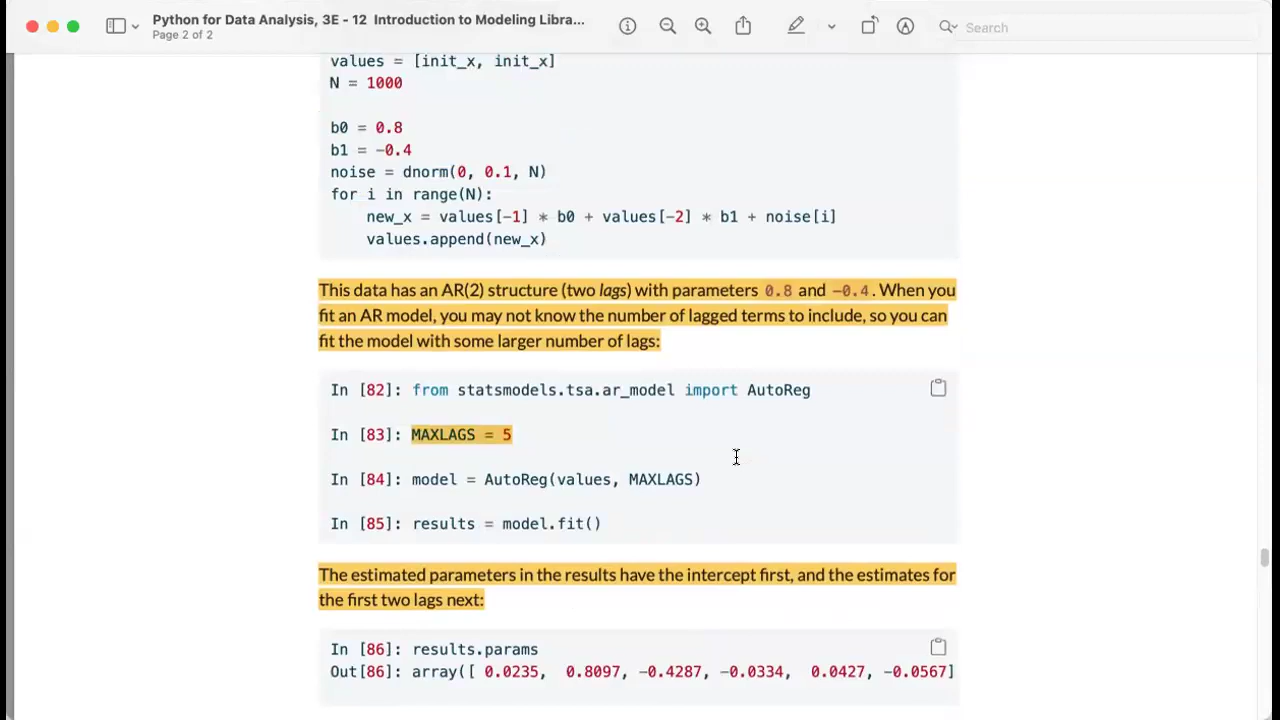 Python for Data Analysis, 3E - 12 Introduction to Modeling Libra...
Page 2 of 2
Search
values = [init_x, init_x]
N = 1000
b0 = 0.8
b1 = -0.4
noise = dnorm(0, 0.1, N)
for i in range(N):
    new_x = values[-1] * b0 + values[-2] * b1 + noise[i]
    values.append(new_x)
This data has an AR(2) structure (two lags) with parameters 0.8 and -0.4. When you
fit an AR model, you may not know the number of lagged terms to include, so you can
fit the model with some larger number of lags:
In [82]: from statsmodels.tsa.ar_model import AutoReg
In [83]: MAXLAGS = 5
In [84]: model = AutoReg(values, MAXLAGS)
In [85]: results = model.fit()
The estimated parameters in the results have the intercept first, and the estimates for
the first two lags next:
In [86]: results.params
Out[86]: array([ 0.0235,  0.8097, -0.4287, -0.0334,  0.0427, -0.0567]